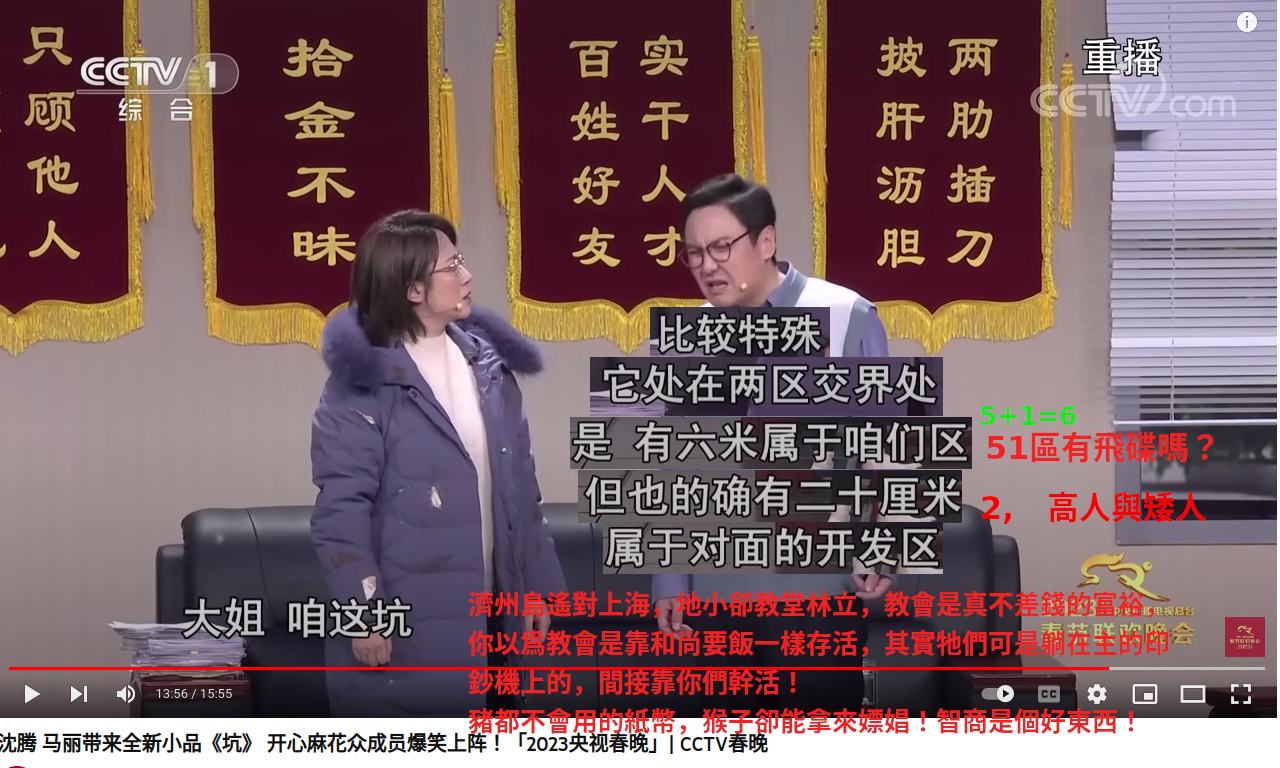 只
顾
他
人
拾
金
不
昧
百
姓
好
友
实
干
人
才
披
肝
沥
胆
两
肋
插
刀
CCTV 1
综合
重播
CCTV.com
比较特殊
它处在两区交界处
5+1=6
是 有六米属于咱们区
51區有飛碟嗎？
但也的确有二十厘米
2, 高人與矮人
属于对面的开发区
大姐 咱这坑
濟州島遙對上海，地小卻教堂林立，教會是真不差錢的富裕
春节联欢晚会
你以爲教會是靠和尚要飯一樣存活，其實牠們可是躺在主的印
鈔機上的，間接靠你們幹活！
13:56 / 15:55
豬都不會用的紙幣，猴子卻能拿來嫖娼！智商是個好東西！
沈腾 马丽带来全新小品《坑》 开心麻花众成员爆笑上阵！「2023央视春晚」| CCTV春晚